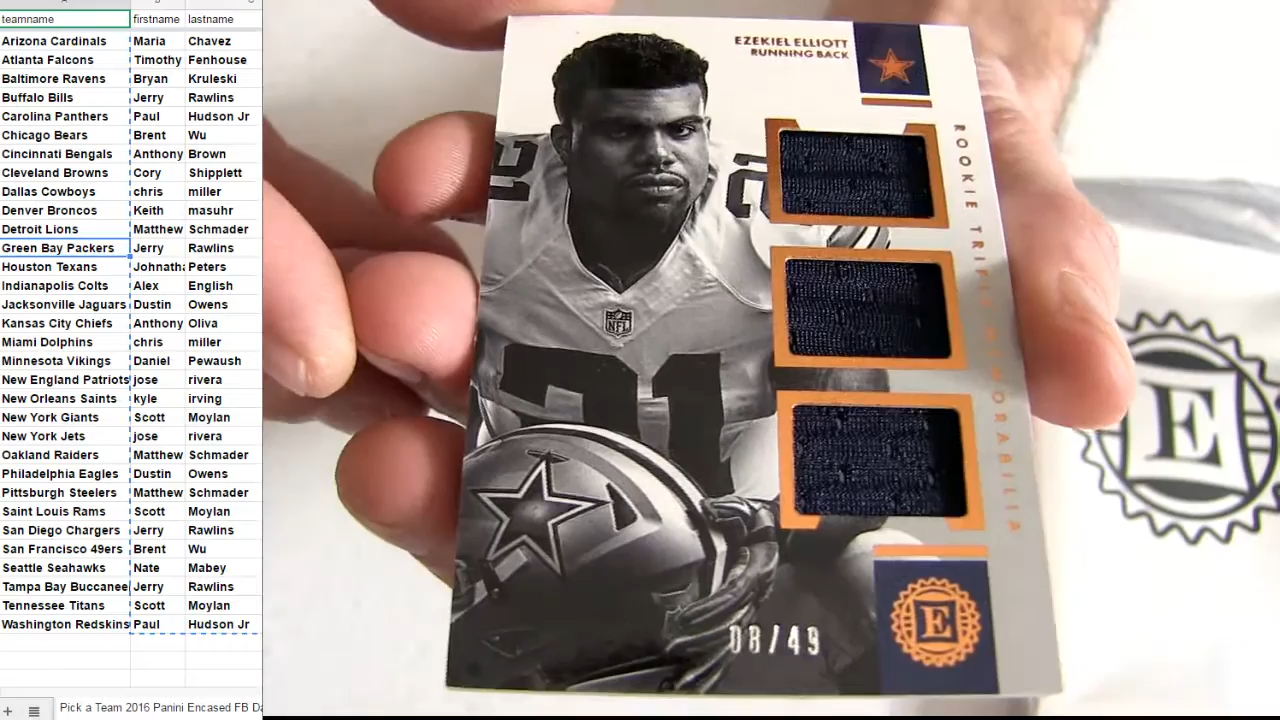 teamname firstname lastname
Arizona Cardinals Maria Chavez
Atlanta Falcons Timothy Fenhouse
Baltimore Ravens Bryan Kruleski
Buffalo Bills Jerry Rawlins
Carolina Panthers Paul Hudson Jr
Chicago Bears Brent Wu
Cincinnati Bengals Anthony Brown
Cleveland Browns Cory Shipplett
Dallas Cowboys chris miller
Denver Broncos Keith masuhr
Detroit Lions Matthew Schmader
Green Bay Packers Jerry Rawlins
Houston Texans Johnatha Peters
Indianapolis Colts Alex English
Jacksonville Jaguars Dustin Owens
Kansas City Chiefs Anthony Oliva
Miami Dolphins chris miller
Minnesota Vikings Daniel Pewaush
New England Patriots jose rivera
New Orleans Saints kyle irving
New York Giants Scott Moylan
New York Jets jose rivera
Oakland Raiders Matthew Schmader
Philadelphia Eagles Dustin Owens
Pittsburgh Steelers Matthew Schmader
Saint Louis Rams Scott Moylan
San Diego Chargers Jerry Rawlins
San Francisco 49ers Brent Wu
Seattle Seahawks Nate Mabey
Tampa Bay Buccanee Jerry Rawlins
Tennessee Titans Scott Moylan
Washington Redskins Paul Hudson Jr
Pick a Team 2016 Panini Encased FB Da
EZEKIEL ELLIOTT
RUNNING BACK
ROOKIE TRIPLE MEMORABILIA
21
NFL
21
08/49
E
E